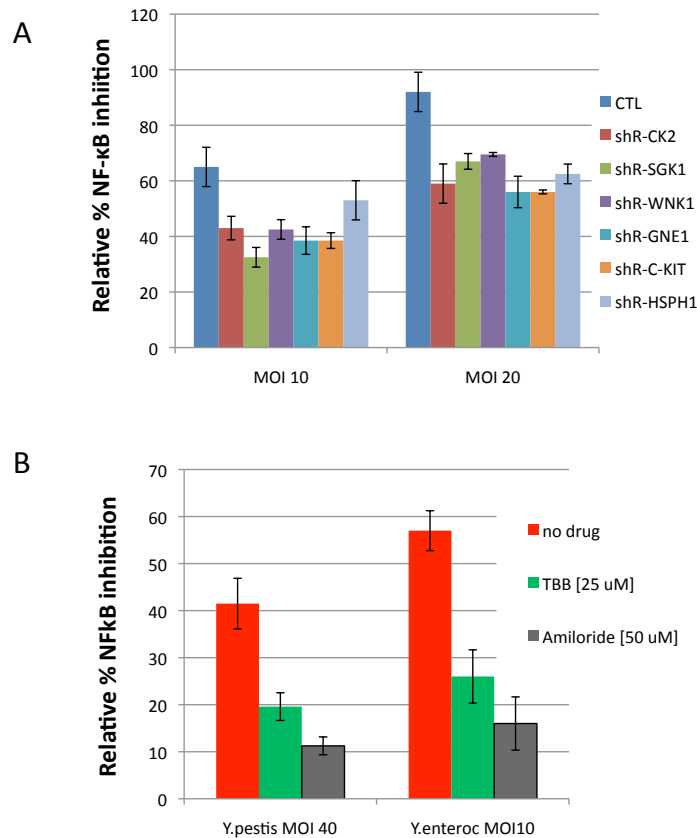 A
Relative % NF-κB inhiition
120
100
80
60
40
20
0
MOI 10
MOI 20
CTL
shR-CK2
shR-SGK1
shR-WNK1
shR-GNE1
shR-C-KIT
shR-HSPH1
B
Relative % NFkB inhibition
70
60
50
40
30
20
10
0
Y.pestis MOI 40
Y.enteroc MOI10
no drug
TBB [25 uM]
Amiloride [50 uM]